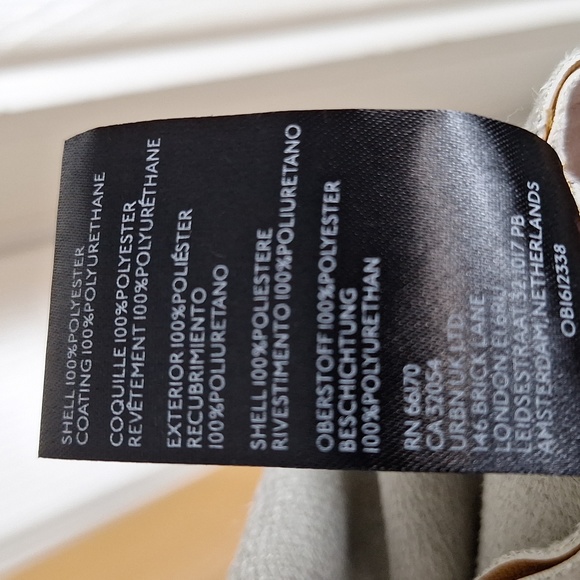 SHELL 100%POLYESTER
COATING 100%POLYURETHANE
COQUILLE 100%POLYESTER
REVÊTEMENT 100%POLYURÉTHANE
EXTERIOR 100%POLIÉSTER
RECUBRIMIENTO
100%POLIURETANO
SHELL 100%POLIESTERE
RIVESTIMENTO 100%POLIURETANO
OBERSTOFF 100%POLYESTER
BESCHICHTUNG
100%POLYURETHAN
RN 66170
CA 32054
URBN UK LTD.
146 BRICK LANE,
LONDON E1 6RU
LEIDSESTRAAT 32,1017 PB
AMSTERDAM,NETHERLANDS
OB1612338